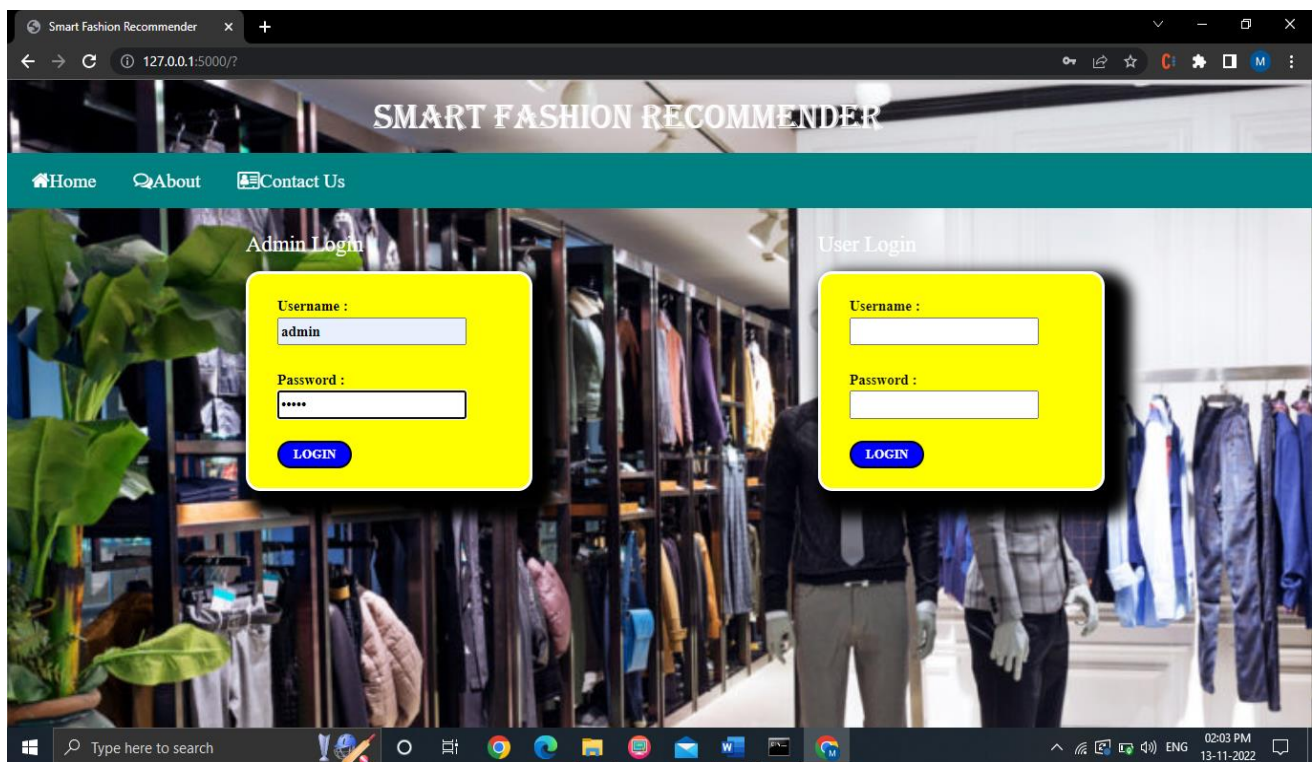 Smart Fashion Recommender
127.0.0.1:5000/?
M
SMART FASHION RECOMMENDER
Home About Contact Us
Admin Login
Username :
admin
Password :
•••••
LOGIN
User Login
Username :
Password :
LOGIN
Type here to search
ENG
02:03 PM
13-11-2022